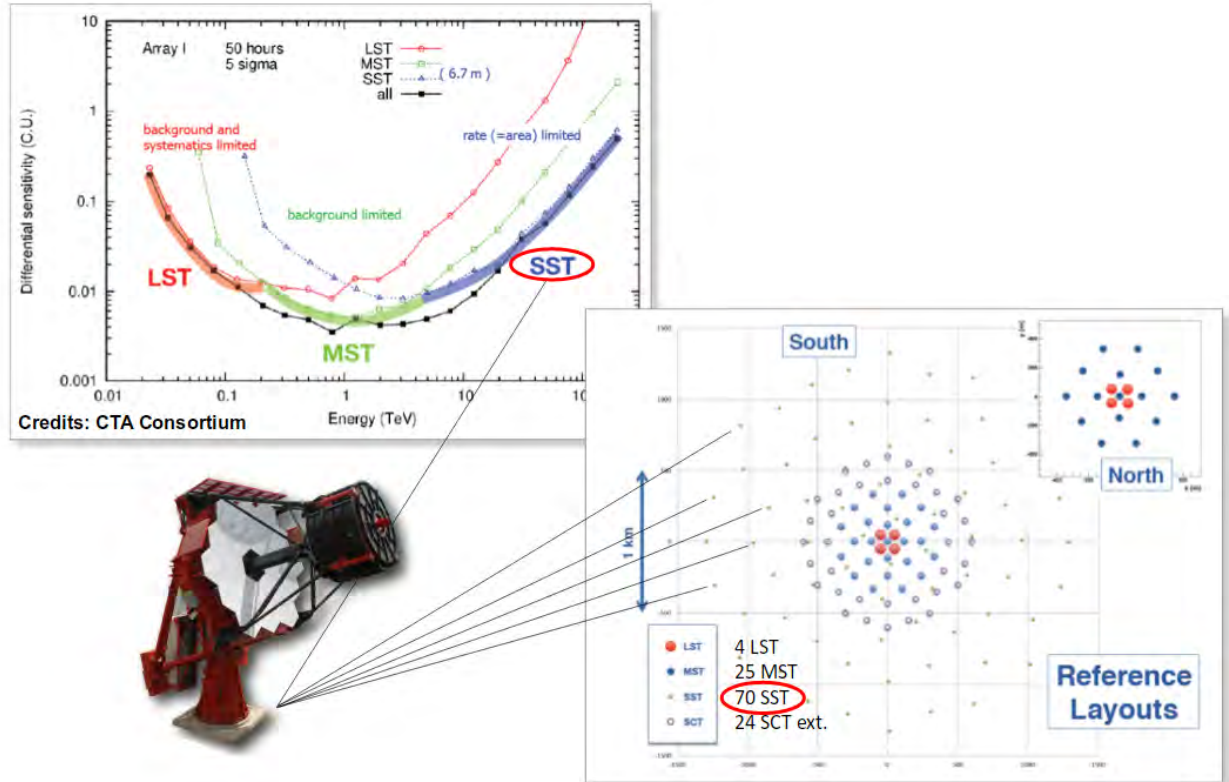 Array I 50 hours
5 sigma
LST
MST
SST ( 6.7 m )
all
background and
systematics limited
rate (=area) limited
background limited
LST
MST
SST
Differential sensitivity (C.U.)
10
1
0.1
0.01
0.001
0.01
0.1
1
10
Energy (TeV)
Credits: CTA Consortium
South
North
1 km
LST 4 LST
MST 25 MST
SST 70 SST
SCT 24 SCT ext.
Reference
Layouts